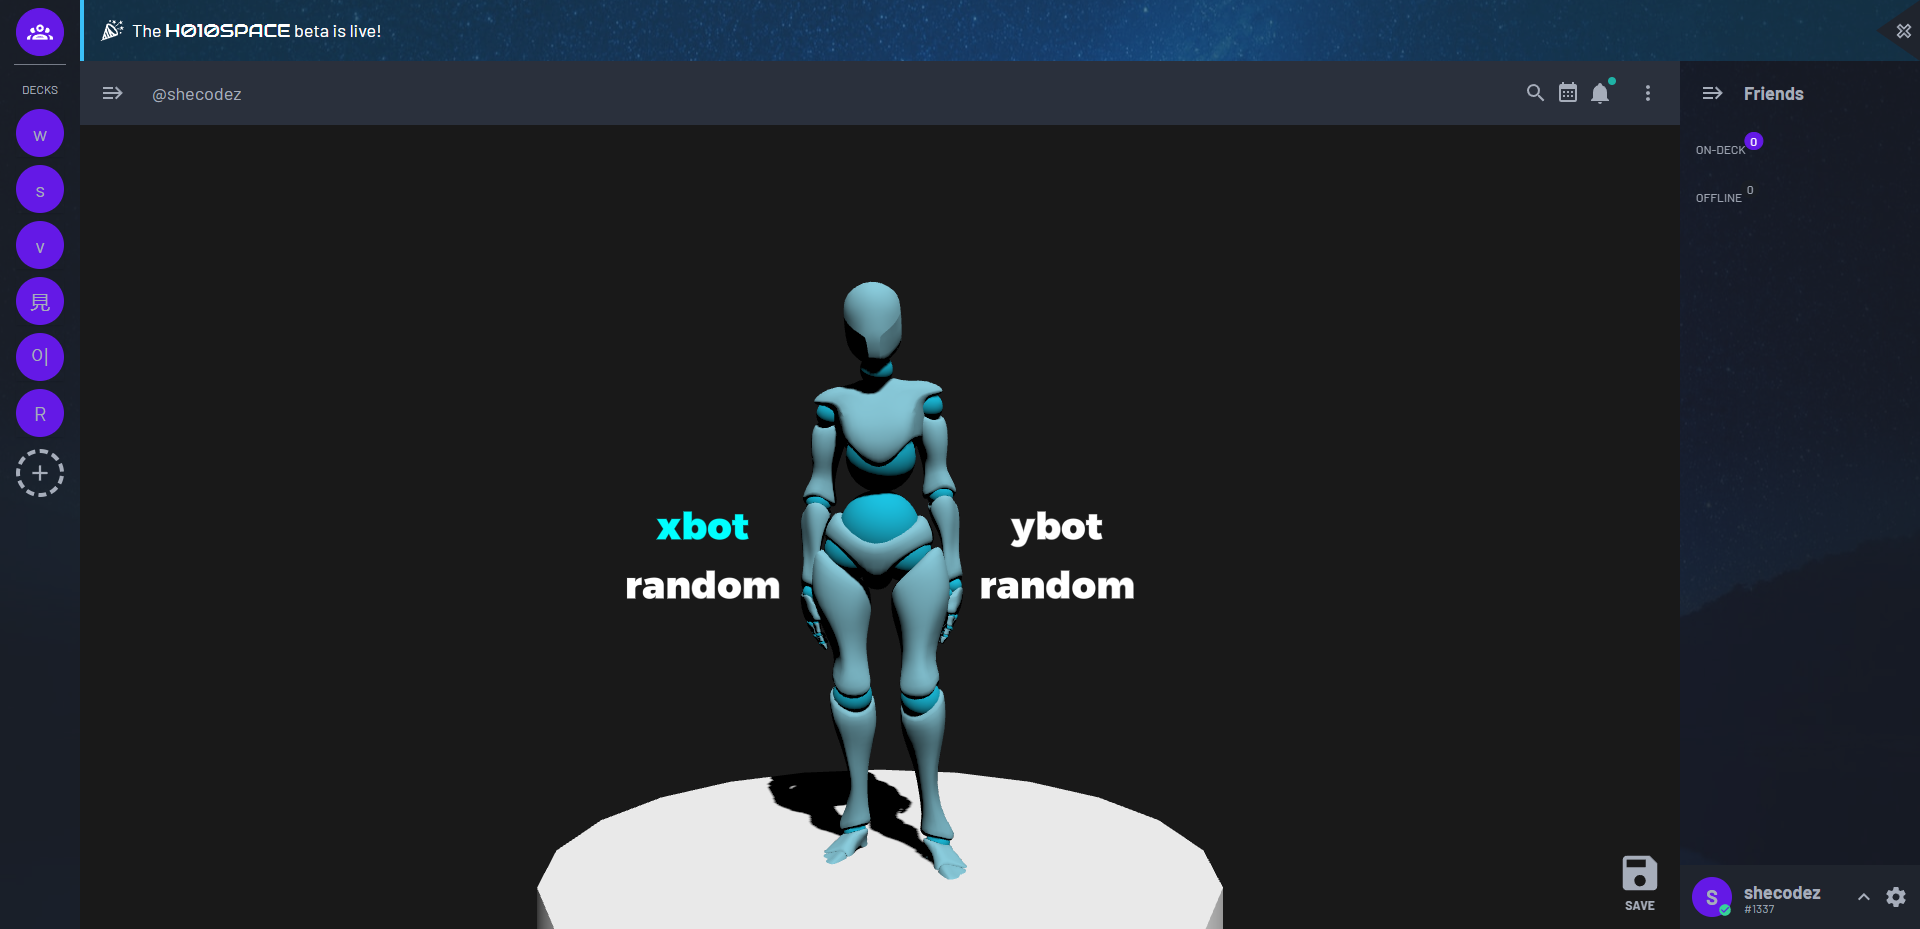 The H010SPACE beta is live!
DECKS
w
s
v
見
이
R
@shecodez
xbot
random
ybot
random
SAVE
Friends
ON-DECK 0
OFFLINE 0
S
shecodez
#1337